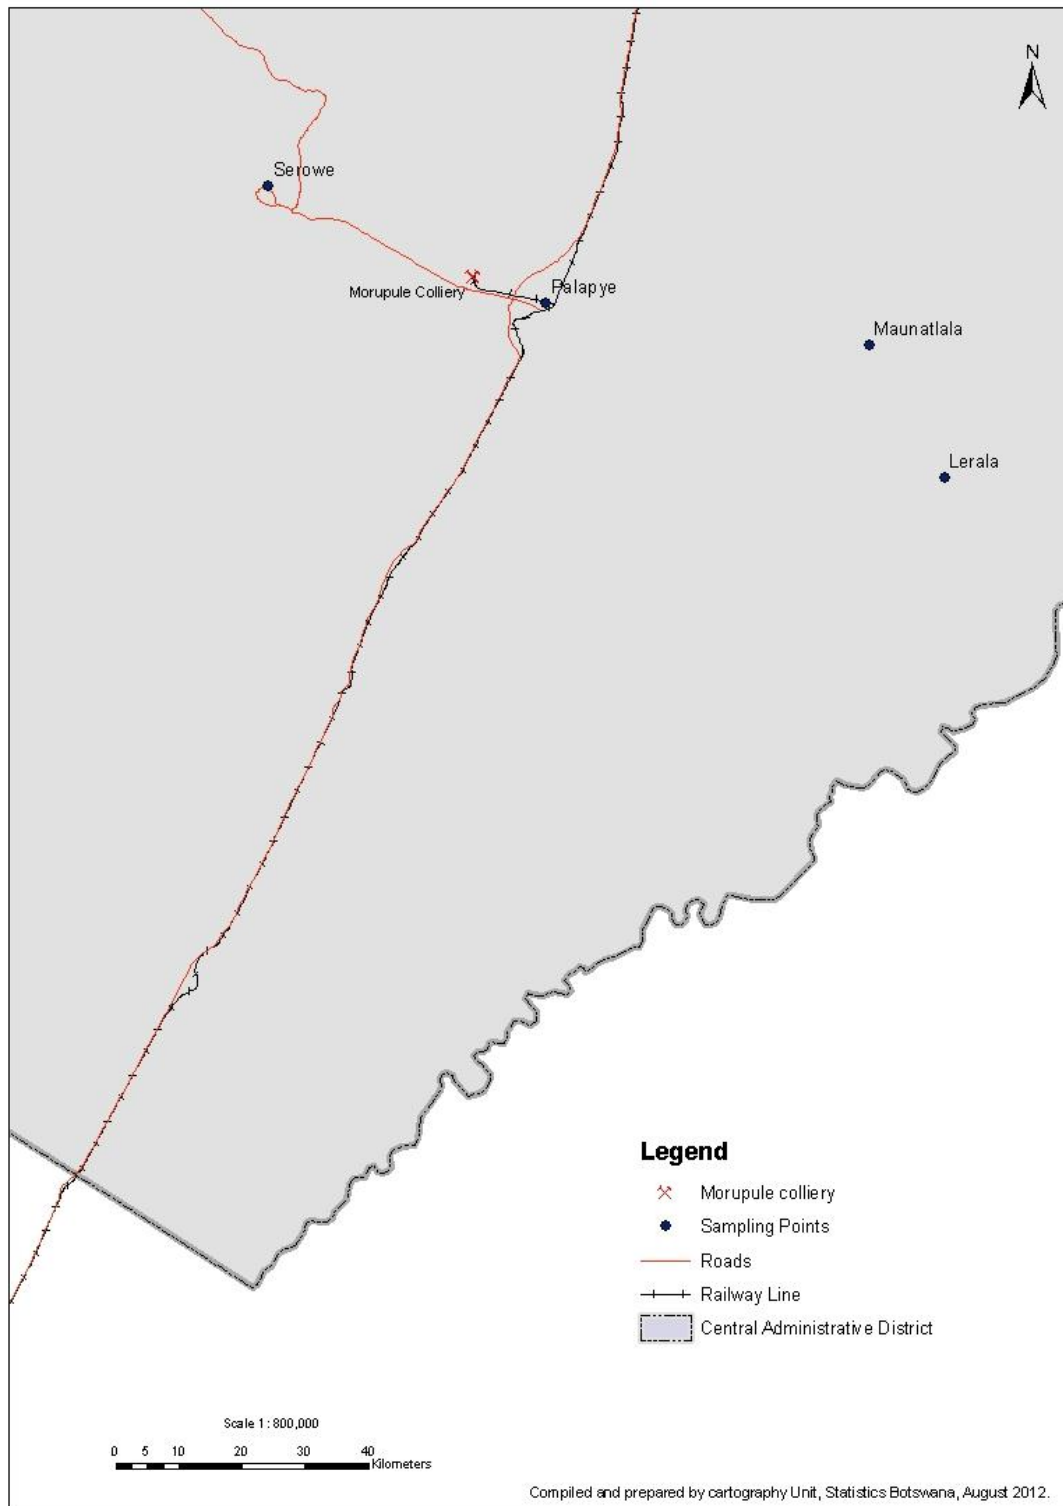 N
Serowe
Morupule Colliery
Palapye
Maunatlala
Lerala
Legend
Morupule colliery
Sampling Points
Roads
Railway Line
Central Administrative District
Scale 1 : 800,000
0 5 10 20 30 40
Kilometers
Compiled and prepared by cartography Unit, Statistics Botswana, August 2012.